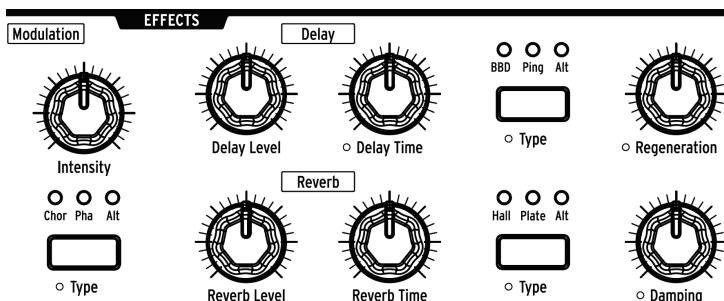 EFFECTS
Modulation
Delay
BBD Ping Alt
Intensity
Delay Level
Delay Time
Type
Regeneration
Reverb
Chor Pha Alt
Hall Plate Alt
Type
Reverb Level
Reverb Time
Type
Damping